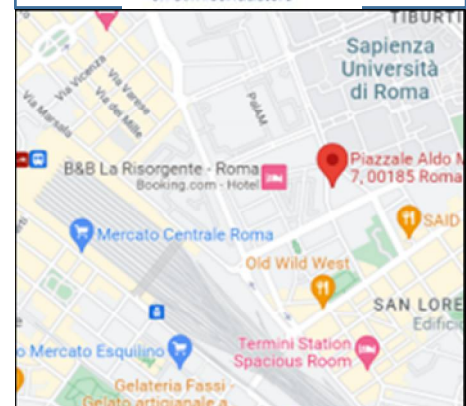 TIBURTI
Sapienza
Università
di Roma
Via Vicenza
Via Varese
Via dei Mille
Via Marsala
PalAM
B&B La Risorgente - Roma
Booking.com - Hotel
Piazzale Aldo M
7, 00185 Roma
Mercato Centrale Roma
SAID
Old Wild West
SAN LORE
Edific
Termini Station
Spacious Room
o Mercato Esquilino
Gelateria Fassi -
Gelato artigianale a